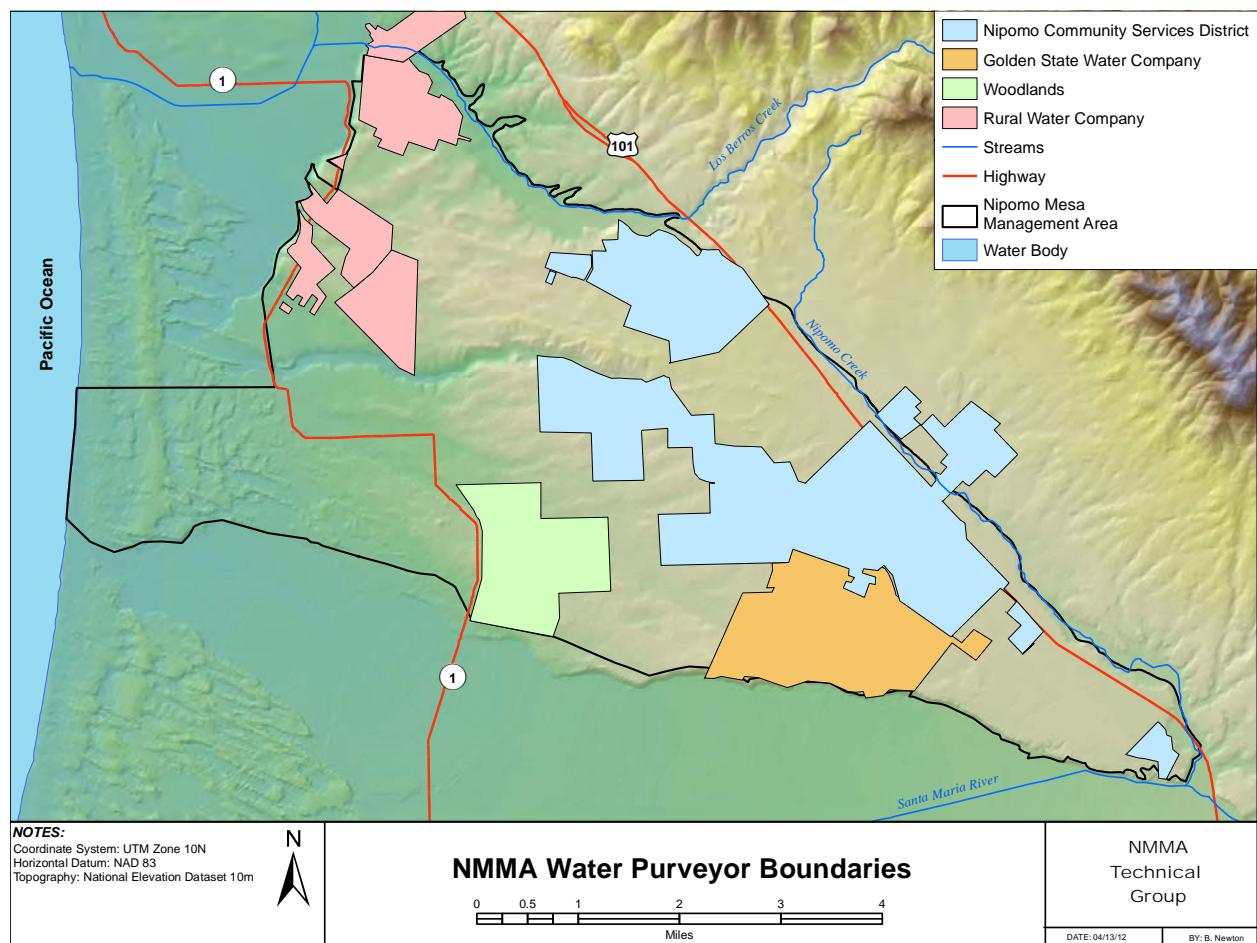 Nipomo Community Services District
Golden State Water Company
Woodlands
Rural Water Company
Streams
Highway
Nipomo Mesa
Management Area
Water Body
1
101
Los Berros Creek
Pacific Ocean
Nipomo Creek
1
Santa Maria River
NOTES:
Coordinate System: UTM Zone 10N
Horizontal Datum: NAD 83
Topography: National Elevation Dataset 10m
N
NMMA Water Purveyor Boundaries
0 0.5 1 2 3 4
Miles
NMMA
Technical
Group
DATE: 04/13/12 BY: B. Newton